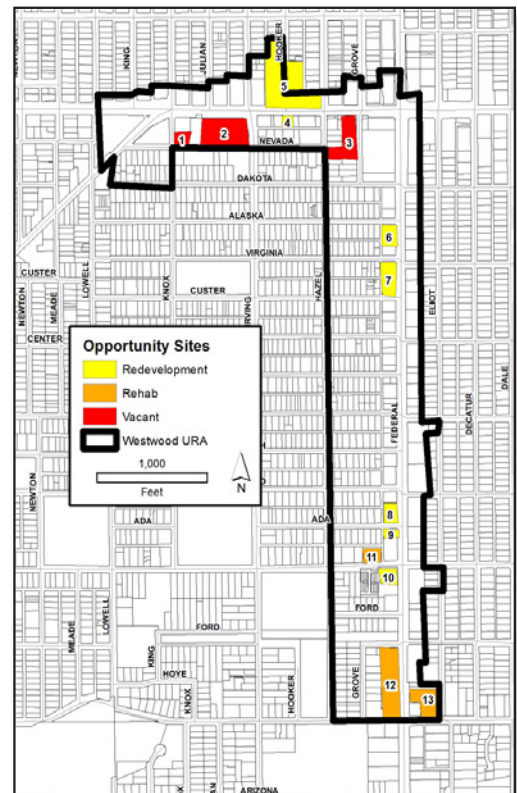 NEWTON
KING
JULIAN
HOOKER
GROVE
5
4
1
2
3
NEVADA
DAKOTA
ALASKA
6
VIRGINIA
CUSTER
7
KNOX
CUSTER
HAZEL
NEWTON
MEADE
LOWELL
IRVING
ELIOT
CENTER
Opportunity Sites
Redevelopment
Rehab
Vacant
Westwood URA
1,000
Feet
N
DALE
DECATUR
FEDERAL
NEWTON
8
ADA
ADA
9
11
10
FORD
MEADE
LOWELL
FORD
KING
HOYE
KNOX
HOOKER
GROVE
12
13
ARIZONA